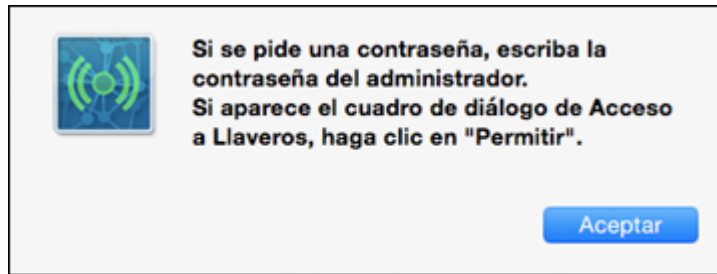 Si se pide una contraseña, escriba la
contraseña del administrador.
Si aparece el cuadro de diálogo de Acceso
a Llaveros, haga clic en "Permitir".
Aceptar